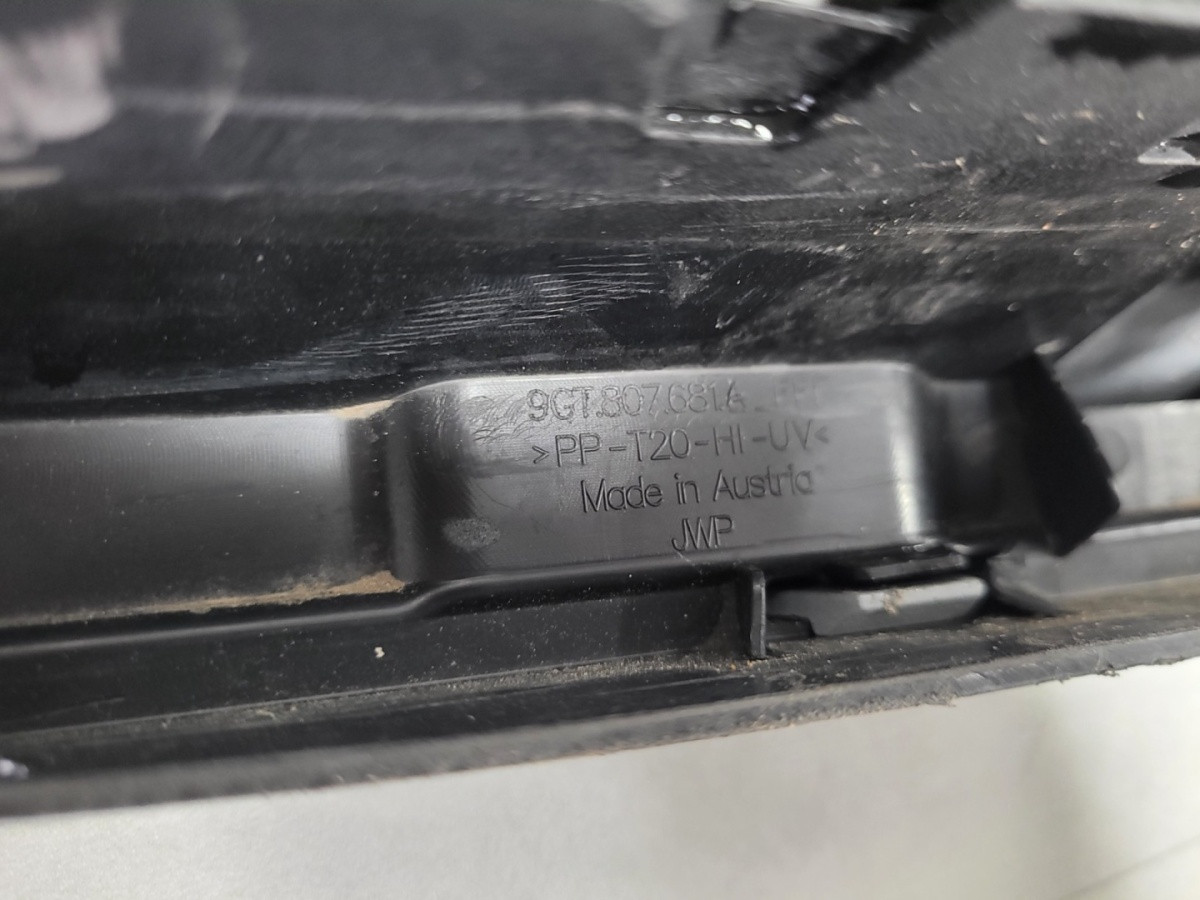 9GT.807.681.A
>PP-T20-HI-UV<
Made in Austria
JWP